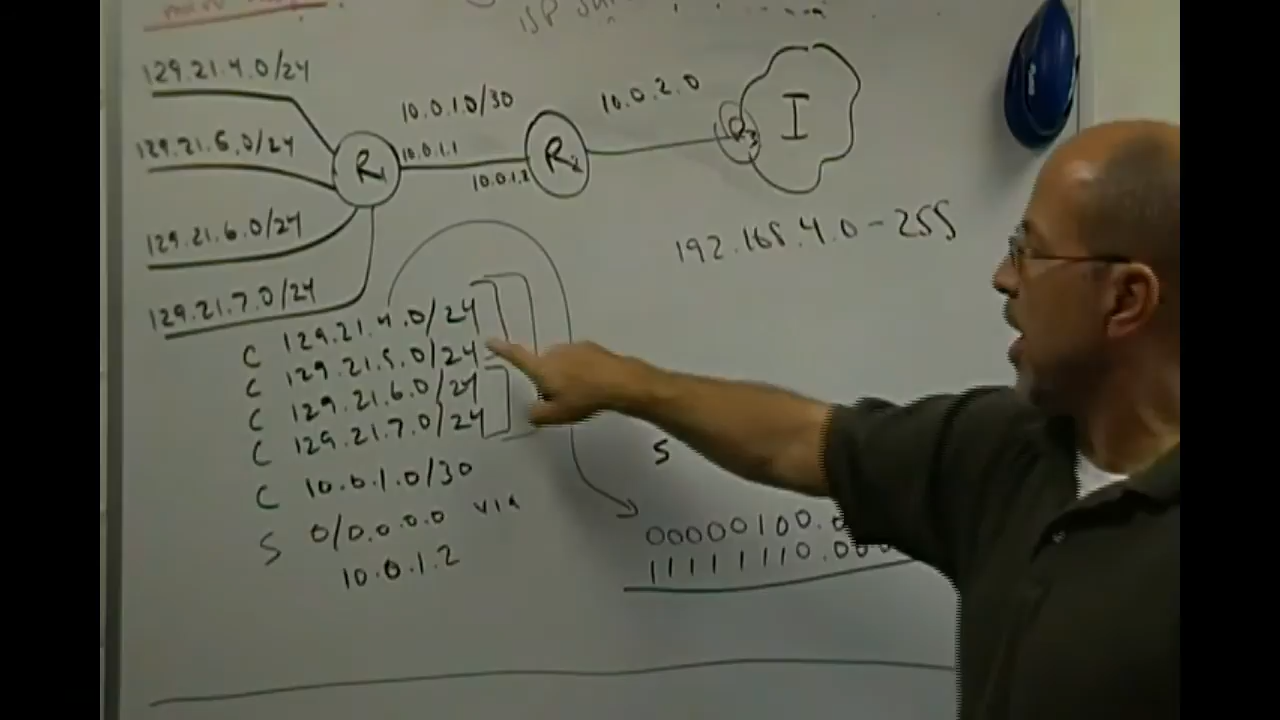 ISP
129.21.4.0/24
10.0.1.0/30
10.0.2.0
I
129.21.5.0/24
10.0.1.1
R1
R2
R3
10.0.1.2
129.21.6.0/24
192.168.4.0-255
129.21.7.0/24
C 129.21.4.0/24
C 129.21.5.0/24
C 129.21.6.0/24
C 129.21.7.0/24
C 10.0.1.0/30
S 0/0.0.0.0 via
10.0.1.2
S
00000100.0
11111110.000